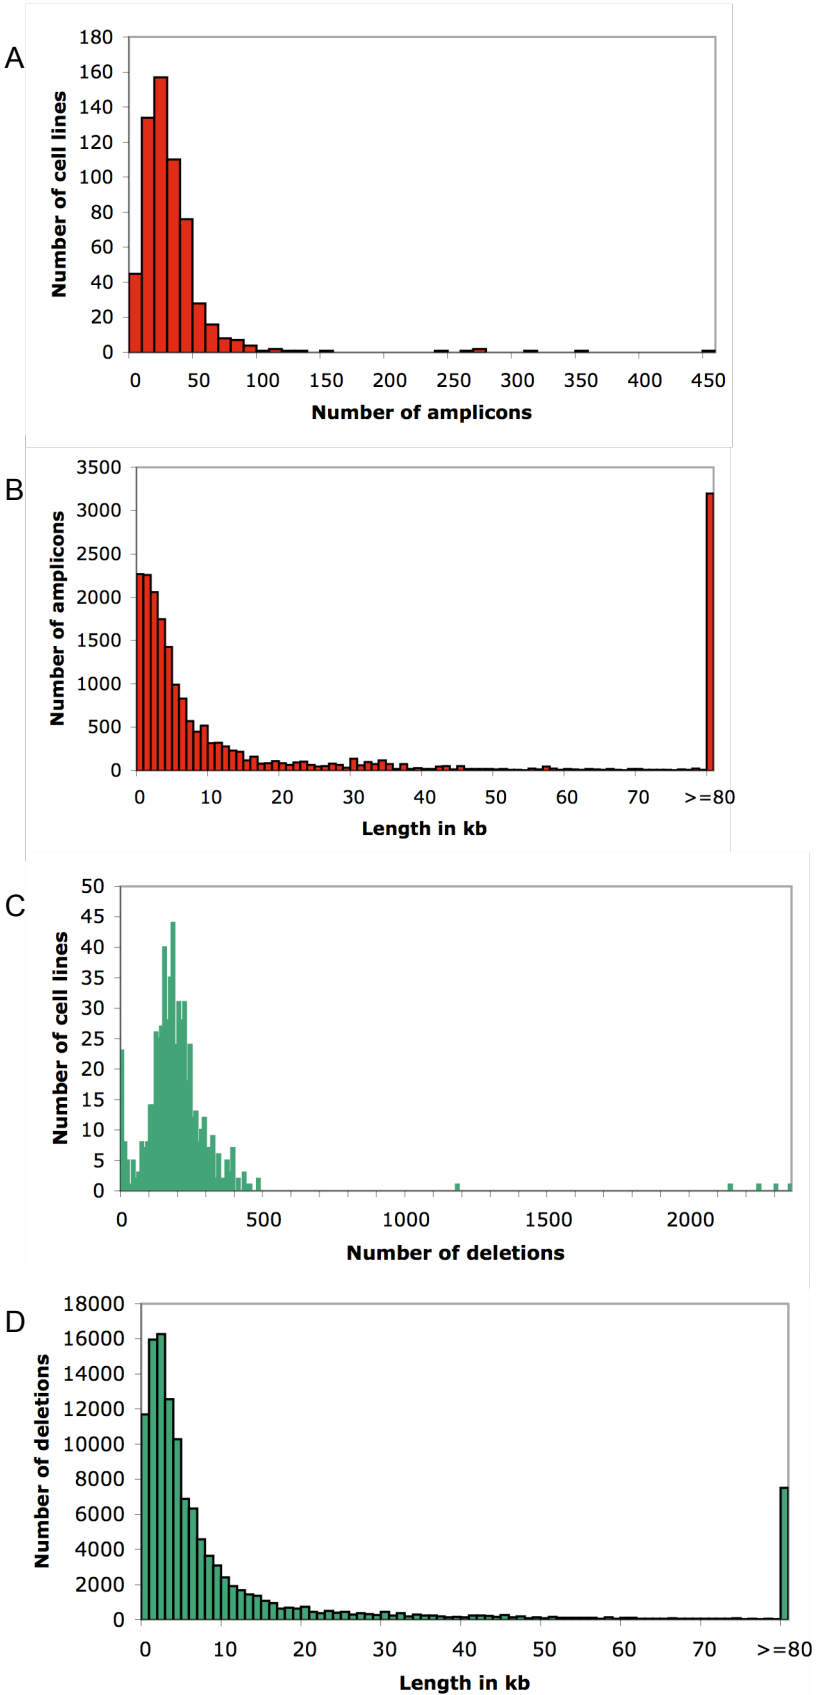 A
180
160
140
120
100
80
60
40
20
0
Number of cell lines
0 50 100 150 200 250 300 350 400 450
Number of amplicons
B
3500
3000
2500
2000
1500
1000
500
0
Number of amplicons
0 10 20 30 40 50 60 70 >=80
Length in kb
C
50
45
40
35
30
25
20
15
10
5
0
Number of cell lines
0 500 1000 1500 2000
Number of deletions
D
18000
16000
14000
12000
10000
8000
6000
4000
2000
0
Number of deletions
0 10 20 30 40 50 60 70 >=80
Length in kb